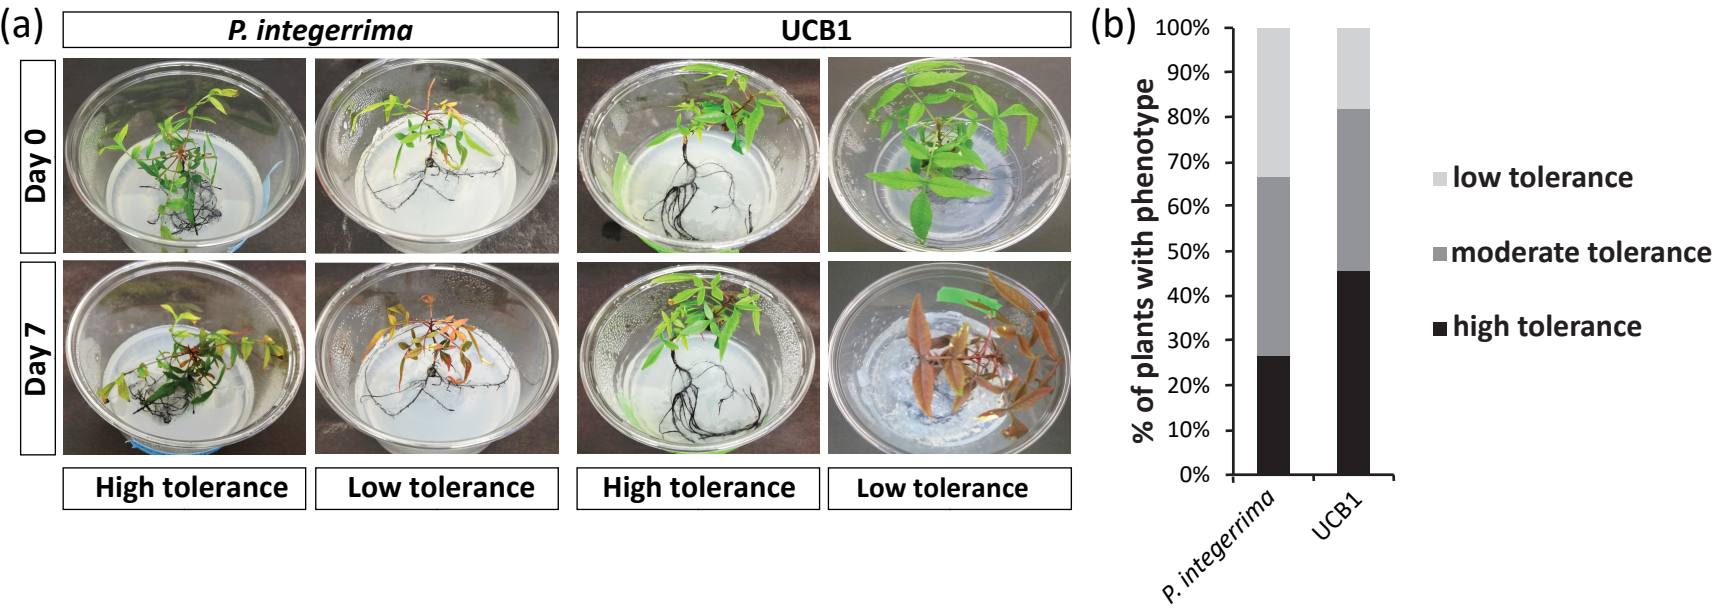 (a)
P. integerrima
UCB1
Day 0
Day 7
High tolerance
Low tolerance
High tolerance
Low tolerance
(b)
% of plants with phenotype
100%
90%
80%
70%
60%
50%
40%
30%
20%
10%
0%
P. integerrima
UCB1
low tolerance
moderate tolerance
high tolerance